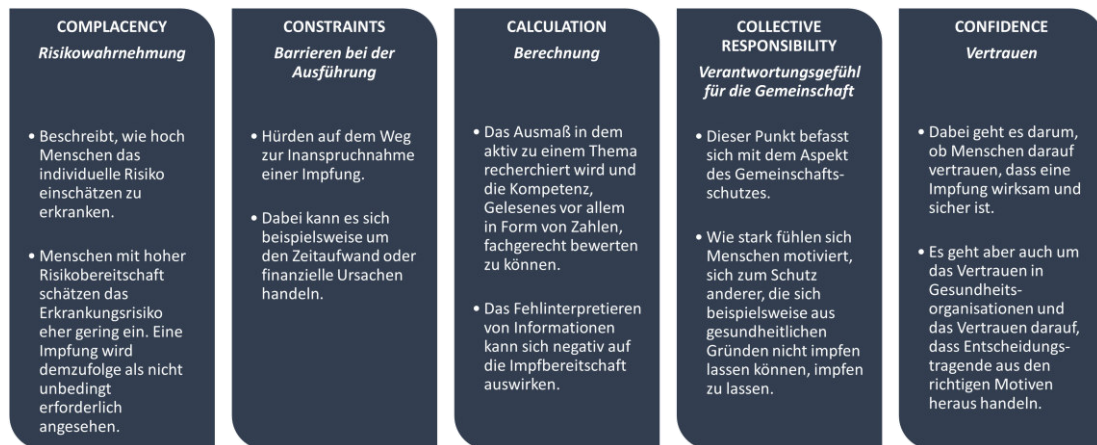 COMPLACENCY
Risikowahrnehmung
• Beschreibt, wie hoch
Menschen das
individuelle Risiko
einschätzen zu
erkranken.
• Menschen mit hoher
Risikobereitschaft
schätzen das
Erkrankungsrisiko
eher gering ein. Eine
Impfung wird
demzufolge als nicht
unbedingt
erforderlich
angesehen.
CONSTRAINTS
Barrieren bei der
Ausführung
• Hürden auf dem Weg
zur Inanspruchnahme
einer Impfung.
• Dabei kann es sich
beispielsweise um
den Zeitaufwand oder
finanzielle Ursachen
handeln.
CALCULATION
Berechnung
• Das Ausmaß in dem
aktiv zu einem Thema
recherchiert wird und
die Kompetenz,
Gelesenes vor allem
in Form von Zahlen,
fachgerecht bewerten
zu können.
• Das Fehlinterpretieren
von Informationen
kann sich negativ auf
die Impfbereitschaft
auswirken.
COLLECTIVE
RESPONSIBILITY
Verantwortungsgefühl
für die Gemeinschaft
• Dieser Punkt befasst
sich mit dem Aspekt
des Gemeinschafts-
schutzes.
• Wie stark fühlen sich
Menschen motiviert,
sich zum Schutz
anderer, die sich
beispielsweise aus
gesundheitlichen
Gründen nicht impfen
lassen können, impfen
zu lassen.
CONFIDENCE
Vertrauen
• Dabei geht es darum,
ob Menschen darauf
vertrauen, dass eine
Impfung wirksam und
sicher ist.
• Es geht aber auch um
das Vertrauen in
Gesundheits-
organisationen und
das Vertrauen darauf,
dass Entscheidungs-
tragende aus den
richtigen Motiven
heraus handeln.